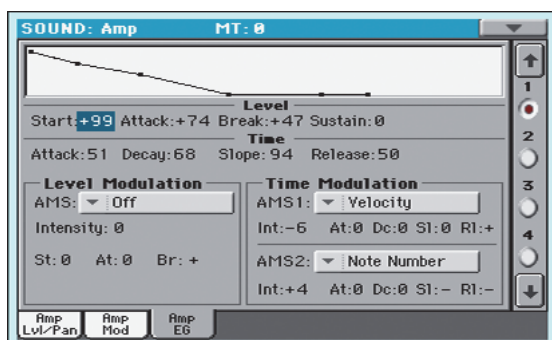 SOUND: Amp MT: 0
Level
Start:+99 Attack:+74 Break:+47 Sustain:0
Time
Attack:51 Decay:68 Slope: 94 Release:50
Level Modulation
AMS: Off
Intensity: 0
St:0 At:0 Br: +
Time Modulation
AMS1: Velocity
Int:-6 At:0 Dc:0 Sl:0 Rl:+
AMS2: Note Number
Int:+4 At:0 Dc:0 Sl:- Rl:-
1
2
3
4
Amp Lvl/Pan
Amp Mod
Amp EG